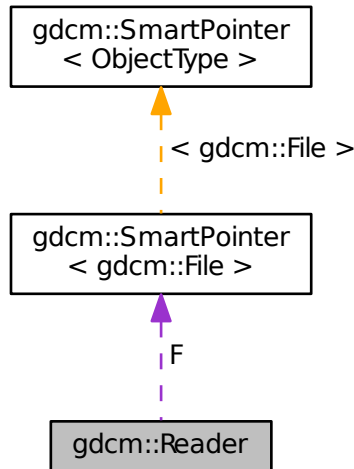 gdcm::SmartPointer
< ObjectType >
< gdcm::File >
gdcm::SmartPointer
< gdcm::File >
F
gdcm::Reader